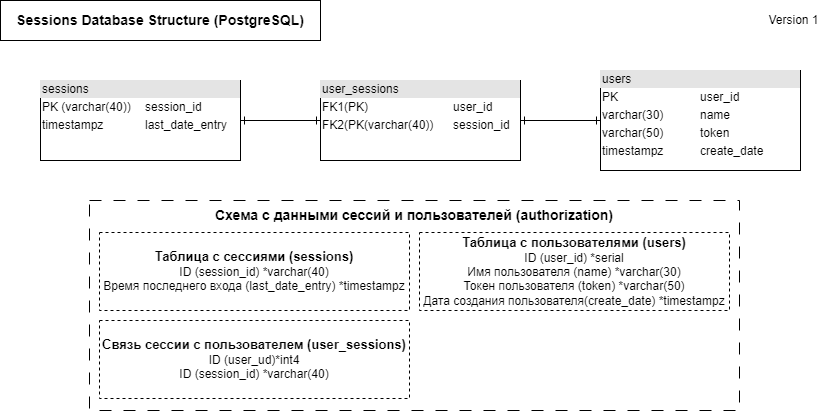 Sessions Database Structure (PostgreSQL)
Version 1
sessions
PK (varchar(40)) session_id
timestampz last_date_entry
user_sessions
FK1(PK) user_id
FK2(PK(varchar(40)) session_id
users
PK user_id
varchar(30) name
varchar(50) token
timestampz create_date
Схема с данными сессий и пользователей (authorization)
Таблица с сессиями (sessions)
ID (session_id) *varchar(40)
Время последнего входа (last_date_entry) *timestampz
Таблица с пользователями (users)
ID (user_id) *serial
Имя пользователя (name) *varchar(30)
Токен пользователя (token) *varchar(50)
Дата создания пользователя(create_date) *timestampz
Связь сессии с пользователем (user_sessions)
ID (user_ud)*int4
ID (session_id) *varchar(40)